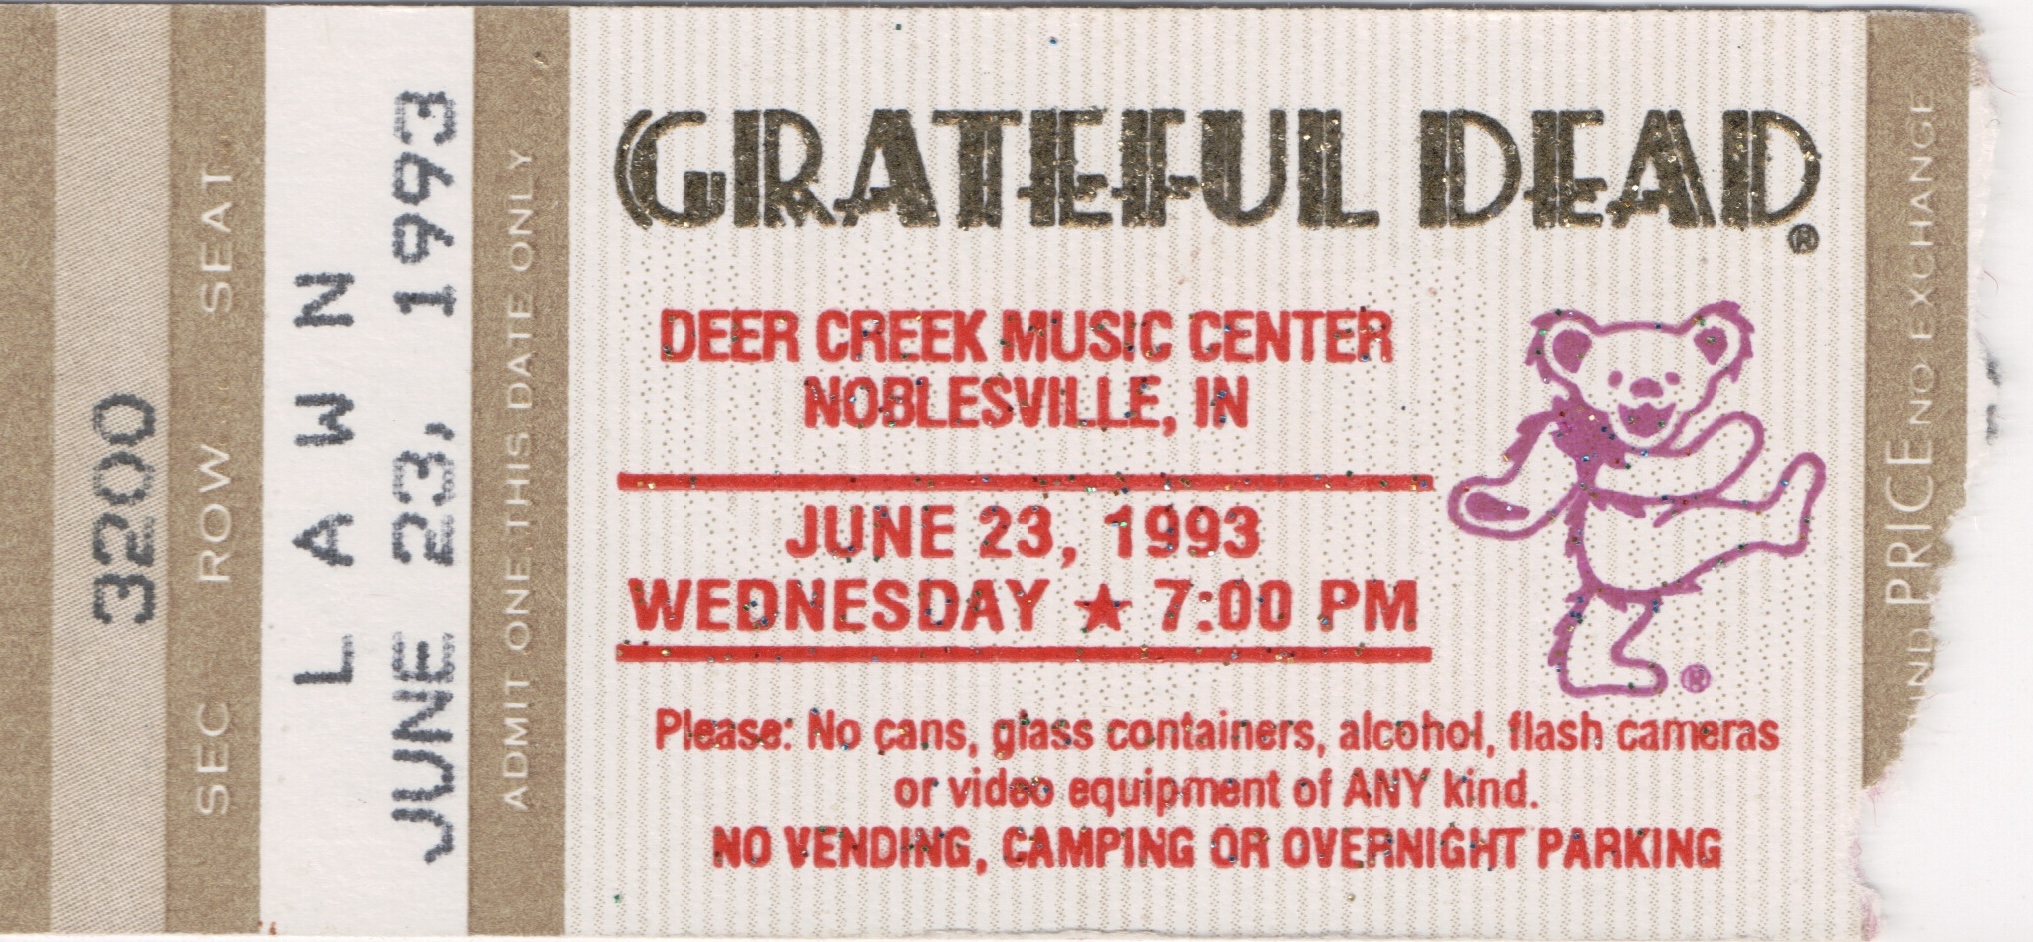 3200
SEC ROW SEAT
LAWN
JUNE 23, 1993
ADMIT ONE THIS DATE ONLY
GRATEFUL DEAD®
DEER CREEK MUSIC CENTER
NOBLESVILLE, IN
JUNE 23, 1993
WEDNESDAY ★ 7:00 PM
®
Please: No cans, glass containers, alcohol, flash cameras
or video equipment of ANY kind.
NO VENDING, CAMPING OR OVERNIGHT PARKING
PRICE NO EXCHANGE